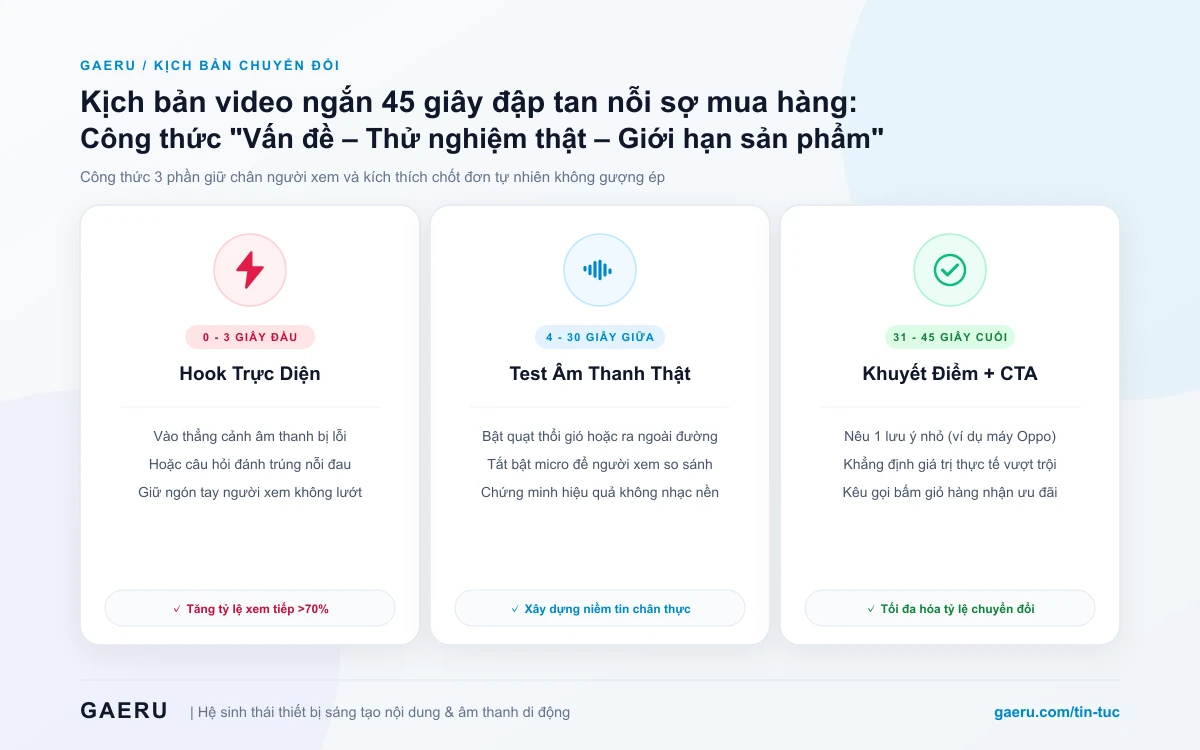 GAERU / KỊCH BẢN CHUYỂN ĐỔI
Kịch bản video ngắn 45 giây đập tan nỗi sợ mua hàng:
Công thức "Vấn đề – Thử nghiệm thật – Giới hạn sản phẩm"
Công thức 3 phần giữ chân người xem và kích thích chốt đơn tự nhiên không gượng ép
0 - 3 GIÂY ĐẦU
Hook Trực Diện
Vào thẳng cảnh âm thanh bị lỗi
Hoặc câu hỏi đánh trúng nỗi đau
Giữ ngón tay người xem không lướt
✓ Tăng tỷ lệ xem tiếp >70%
4 - 30 GIÂY GIỮA
Test Âm Thanh Thật
Bật quạt thổi gió hoặc ra ngoài đường
Tắt bật micro để người xem so sánh
Chứng minh hiệu quả không nhạc nền
✓ Xây dựng niềm tin chân thực
31 - 45 GIÂY CUỐI
Khuyết Điểm + CTA
Nêu 1 lưu ý nhỏ (ví dụ máy Oppo)
Khẳng định giá trị thực tế vượt trội
Kêu gọi bấm giỏ hàng nhận ưu đãi
✓ Tối đa hóa tỷ lệ chuyển đổi
GAERU | Hệ sinh thái thiết bị sáng tạo nội dung & âm thanh di động
gaeru.com/tin-tuc